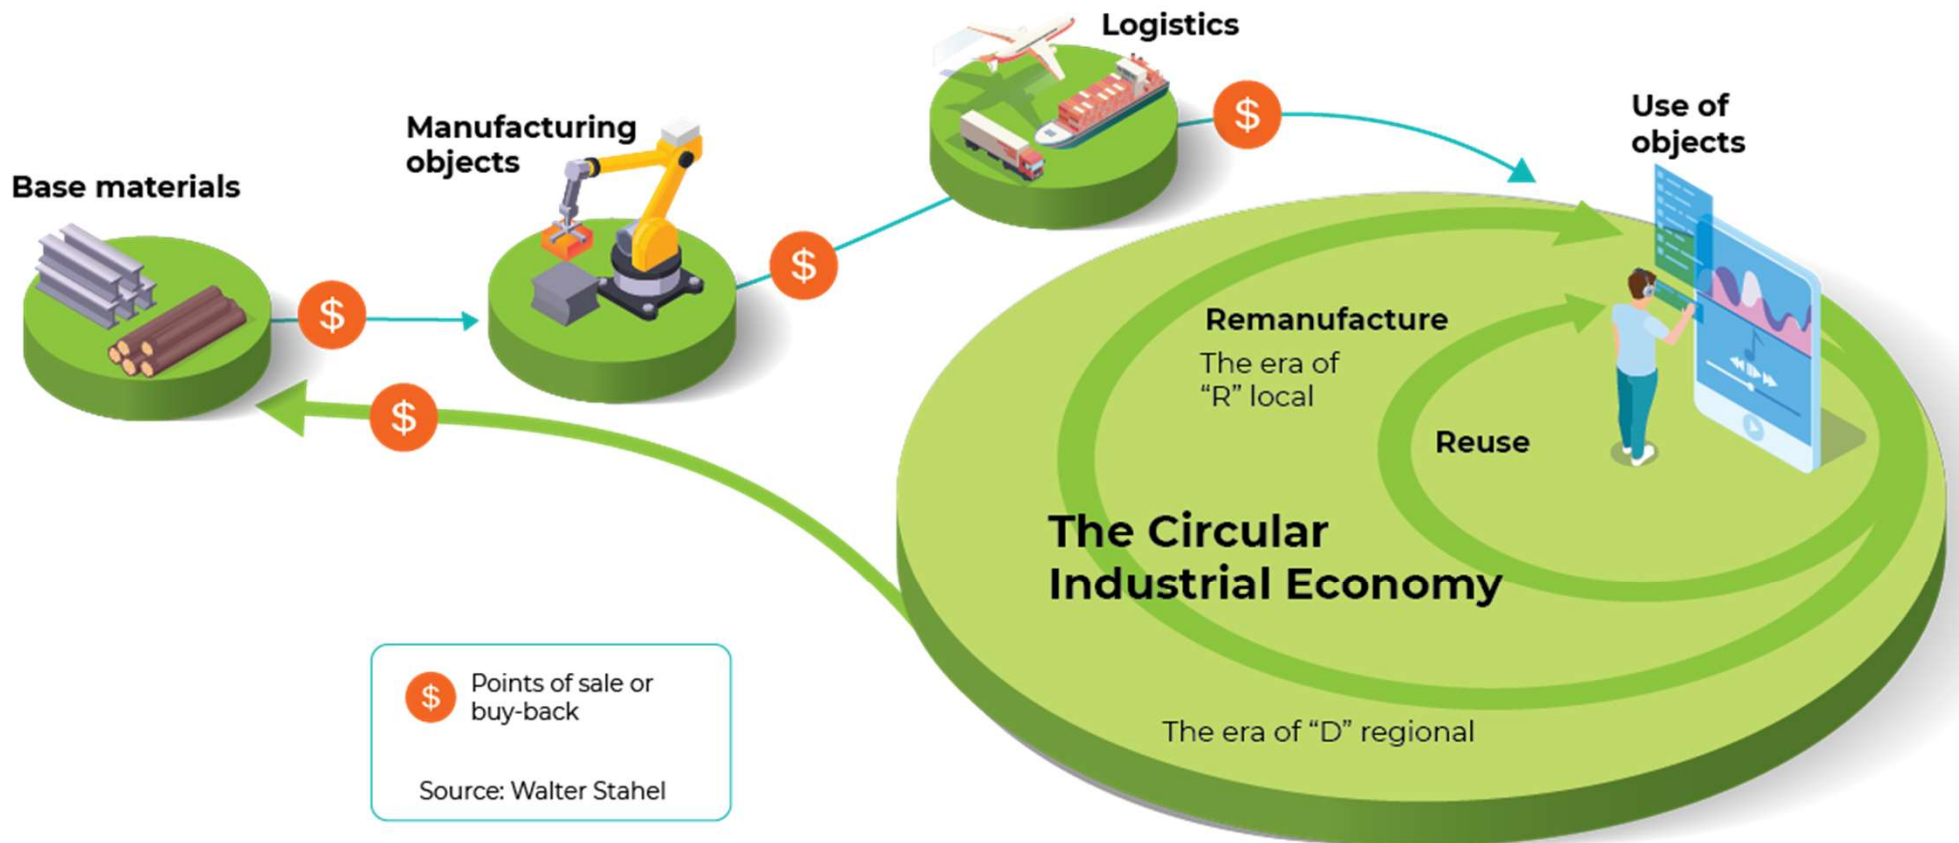 Logistics
Use of
objects
Manufacturing
objects
Base materials
$
$
$
$
Remanufacture
The era of
“R” local
Reuse
The Circular
Industrial Economy
The era of “D” regional
$
Points of sale or
buy-back
Source: Walter Stahel